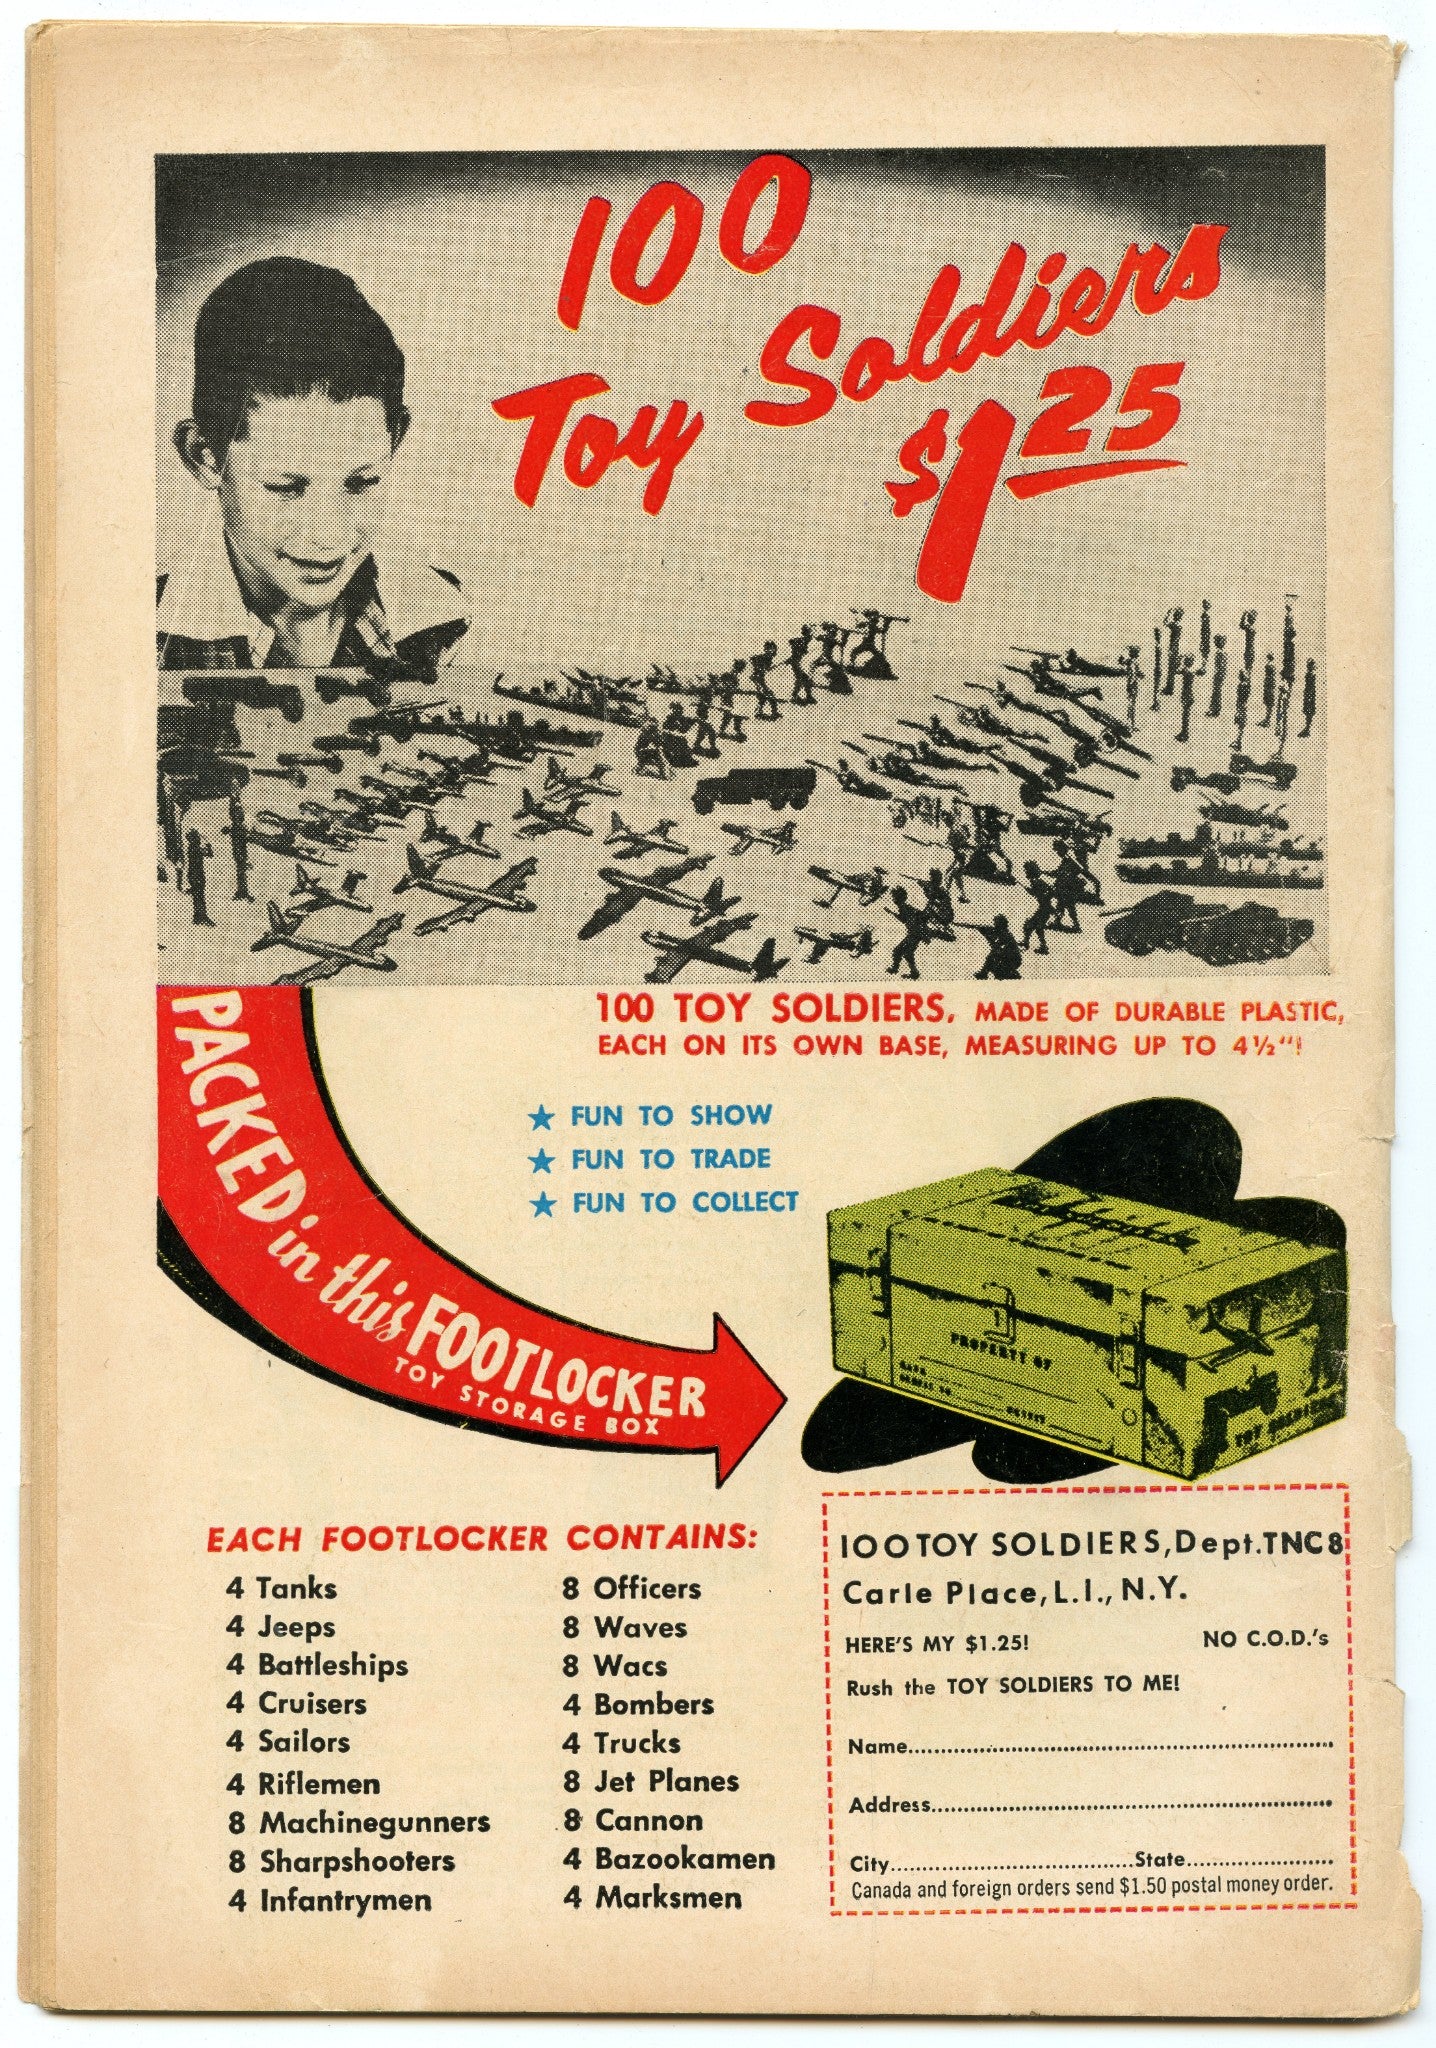 100
Toy Soldiers
$1.25
100 TOY SOLDIERS, MADE OF DURABLE PLASTIC,
EACH ON ITS OWN BASE, MEASURING UP TO 4½"!
PACKED in this FOOTLOCKER
TOY STORAGE BOX
★ FUN TO SHOW
★ FUN TO TRADE
★ FUN TO COLLECT
PROPERTY OF
TOY SOLDIERS
EACH FOOTLOCKER CONTAINS:
4 Tanks
4 Jeeps
4 Battleships
4 Cruisers
4 Sailors
4 Riflemen
8 Machinegunners
8 Sharpshooters
4 Infantrymen
8 Officers
8 Waves
8 Wacs
4 Bombers
4 Trucks
8 Jet Planes
8 Cannon
4 Bazookamen
4 Marksmen
100 TOY SOLDIERS, Dept. TNC8
Carle Place, L.I., N.Y.
HERE'S MY $1.25! NO C.O.D.'s
Rush the TOY SOLDIERS TO ME!
Name
Address
City State
Canada and foreign orders send $1.50 postal money order.